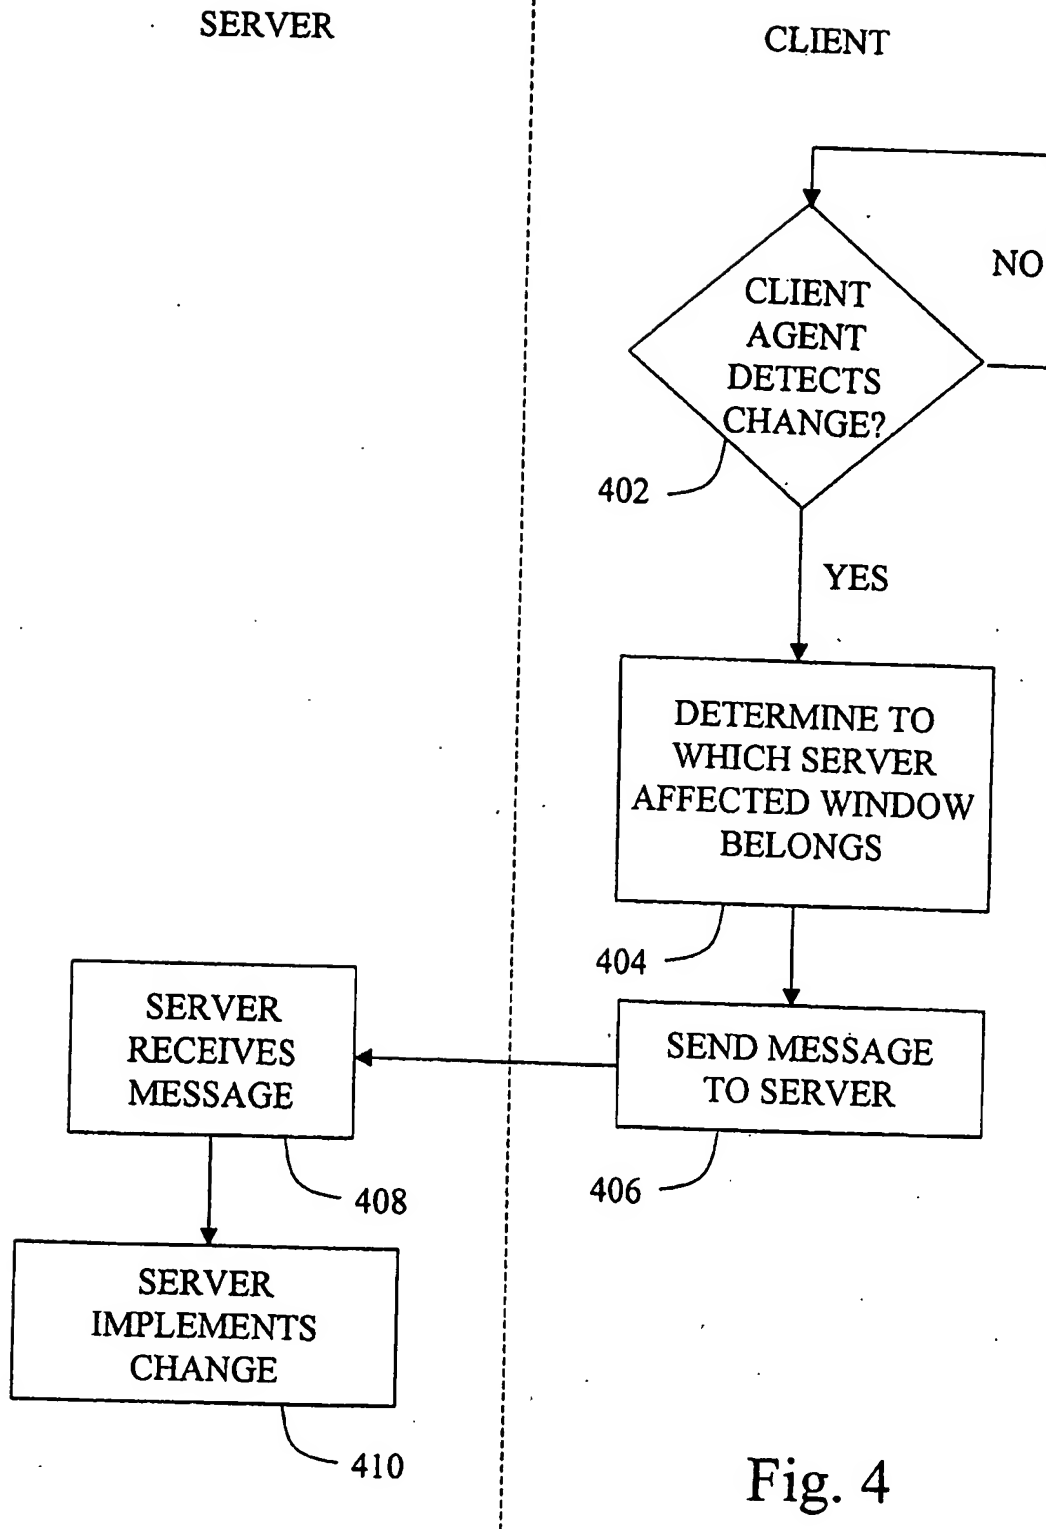 SERVER
CLIENT
NO
CLIENT
AGENT
DETECTS
CHANGE?
402
YES
DETERMINE TO
WHICH SERVER
AFFECTED WINDOW
BELONGS
404
SERVER
RECEIVES
MESSAGE
SEND MESSAGE
TO SERVER
408
406
SERVER
IMPLEMENTS
CHANGE
410
Fig. 4